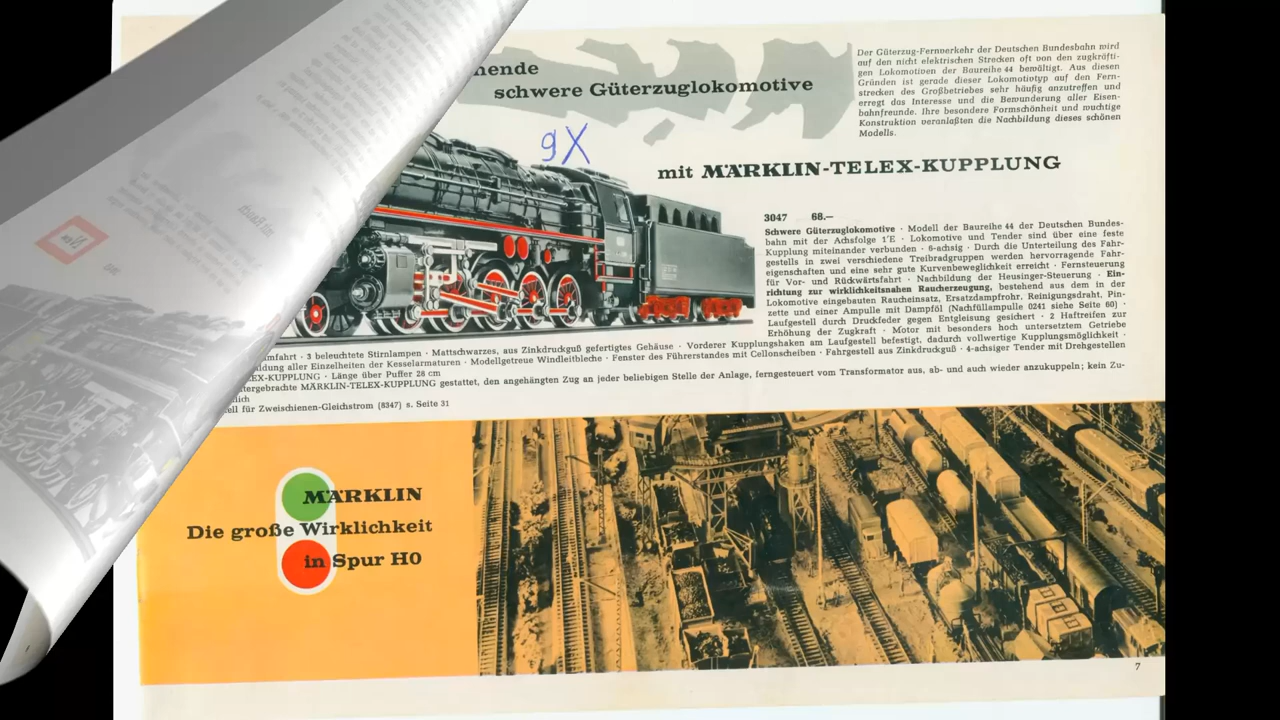 hende
schwere Güterzuglokomotive
Der Güterzug-Fernverkehr der Deutschen Bundesbahn wird
auf den nicht elektrischen Strecken oft von den zugkräfti-
gen Lokomotiven der Baureihe 44 bewältigt. Aus diesen
Gründen ist gerade dieser Lokomotivtyp auf den Fern-
strecken des Großbetriebes sehr häufig anzutreffen und
erregt das Interesse und die Bewunderung aller Eisen-
bahnfreunde. Ihre besondere Formschönheit und wuchtige
Konstruktion veranlaßten die Nachbildung dieses schönen
Modells.
9X
mit MÄRKLIN-TELEX-KUPPLUNG
3047 68.—
Schwere Güterzuglokomotive · Modell der Baureihe 44 der Deutschen Bundes-
bahn mit der Achsfolge 1'E · Lokomotive und Tender sind über eine feste
Kupplung miteinander verbunden · 6-achsig · Durch die Unterteilung des Fahr-
gestells in zwei verschiedene Treibradgruppen werden hervorragende Fahr-
eigenschaften und eine sehr gute Kurvenbeweglichkeit erreicht · Fernsteuerung
für Vor- und Rückwärtsfahrt · Nachbildung der Heusinger-Steuerung · Ein-
richtung zur wirklichkeitsnahen Raucherzeugung, bestehend aus dem in der
Lokomotive eingebauten Raucheinsatz, Ersatzdampfrohr, Reinigungsdraht, Pin-
zette und einer Ampulle mit Dampföl (Nachfüllampulle 0241 siehe Seite 60) ·
Laufgestell durch Druckfeder gegen Entgleisung gesichert · 2 Haftreifen zur
Erhöhung der Zugkraft · Motor mit besonders hoch untersetztem Getriebe
amfahrt · 3 beleuchtete Stirnlampen · Mattschwarzes, aus Zinkdruckguß gefertigtes Gehäuse · Vorderer Kupplungshaken am Laufgestell befestigt, dadurch vollwertige Kupplungsmöglichkeit ·
ldung aller Einzelheiten der Kesselarmaturen · Modellgetreue Windleitbleche · Fenster des Führerstandes mit Cellonscheiben · Fahrgestell aus Zinkdruckguß · 4-achsiger Tender mit Drehgestellen
LEX-KUPPLUNG · Länge über Puffer 28 cm
tergebrachte MÄRKLIN-TELEX-KUPPLUNG gestattet, den angehängten Zug an jeder beliebigen Stelle der Anlage, ferngesteuert vom Transformator aus, ab- und auch wieder anzukuppeln; kein Zu-
lich
ell für Zweischienen-Gleichstrom (8347) s. Seite 31
MÄRKLIN
Die große Wirklichkeit
in Spur H0
7